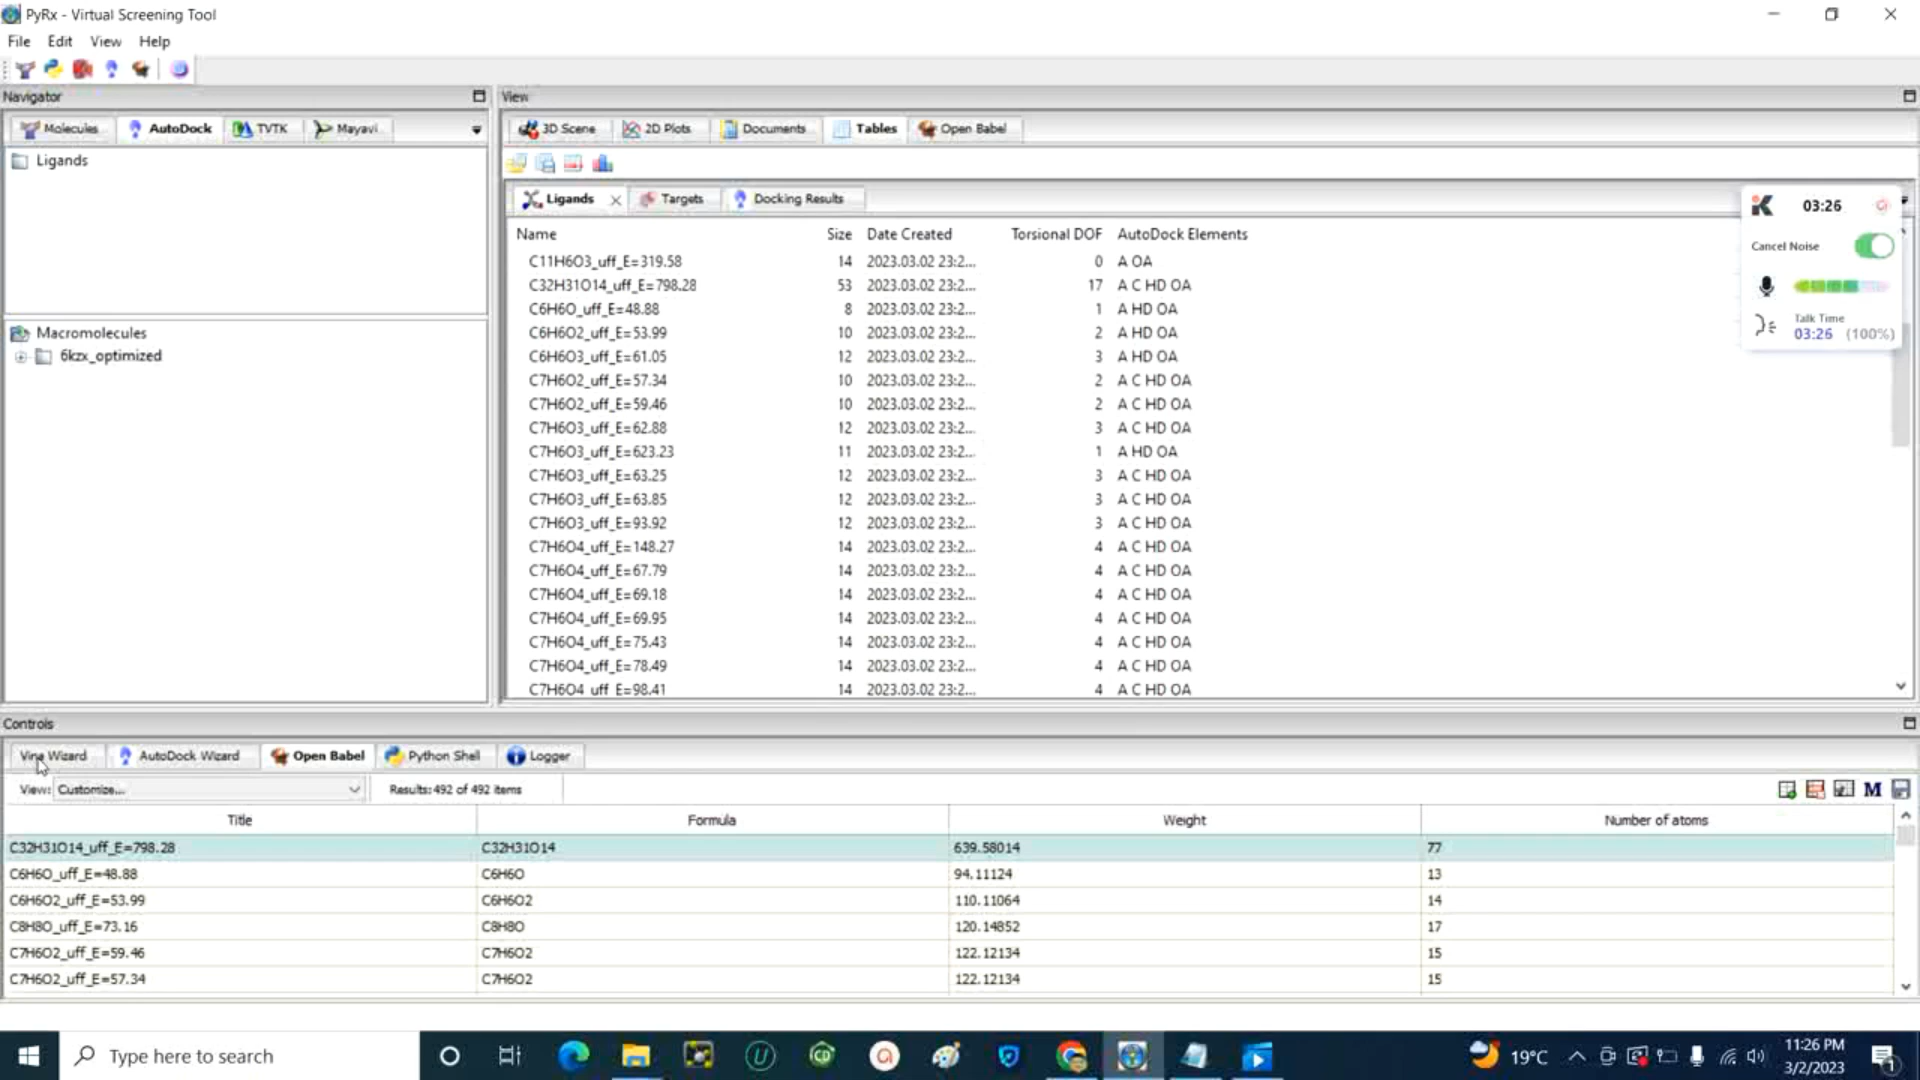 PyRx - Virtual Screening Tool
File Edit View Help
Navigator
Molecules AutoDock TVTK Mayavi
Ligands
Macromolecules
6kzx_optimized
View
3D Scene 2D Plots Documents Tables Open Babel
Ligands Targets Docking Results
Name Size Date Created Torsional DOF AutoDock Elements
C11H6O3_uff_E=319.58 14 2023.03.02 23:2... 0 A OA
C32H31O14_uff_E=798.28 53 2023.03.02 23:2... 17 A C HD OA
C6H6O_uff_E=48.88 8 2023.03.02 23:2... 1 A HD OA
C6H6O2_uff_E=53.99 10 2023.03.02 23:2... 2 A HD OA
C6H6O3_uff_E=61.05 12 2023.03.02 23:2... 3 A HD OA
C7H6O2_uff_E=57.34 10 2023.03.02 23:2... 2 A C HD OA
C7H6O2_uff_E=59.46 10 2023.03.02 23:2... 2 A C HD OA
C7H6O3_uff_E=62.88 12 2023.03.02 23:2... 3 A C HD OA
C7H6O3_uff_E=623.23 11 2023.03.02 23:2... 1 A HD OA
C7H6O3_uff_E=63.25 12 2023.03.02 23:2... 3 A C HD OA
C7H6O3_uff_E=63.85 12 2023.03.02 23:2... 3 A C HD OA
C7H6O3_uff_E=93.92 12 2023.03.02 23:2... 3 A C HD OA
C7H6O4_uff_E=148.27 14 2023.03.02 23:2... 4 A C HD OA
C7H6O4_uff_E=67.79 14 2023.03.02 23:2... 4 A C HD OA
C7H6O4_uff_E=69.18 14 2023.03.02 23:2... 4 A C HD OA
C7H6O4_uff_E=69.95 14 2023.03.02 23:2... 4 A C HD OA
C7H6O4_uff_E=75.43 14 2023.03.02 23:2... 4 A C HD OA
C7H6O4_uff_E=78.49 14 2023.03.02 23:2... 4 A C HD OA
C7H6O4_uff_E=98.41 14 2023.03.02 23:2... 4 A C HD OA
03:26
Cancel Noise
Talk Time
03:26 (100%)
Controls
Vina Wizard AutoDock Wizard Open Babel Python Shell Logger
View: Customize... Results: 492 of 492 items
M
Title Formula Weight Number of atoms
C32H31O14_uff_E=798.28 C32H31O14 639.58014 77
C6H6O_uff_E=48.88 C6H6O 94.11124 13
C6H6O2_uff_E=53.99 C6H6O2 110.11064 14
C8H8O_uff_E=73.16 C8H8O 120.14852 17
C7H6O2_uff_E=59.46 C7H6O2 122.12134 15
C7H6O2_uff_E=57.34 C7H6O2 122.12134 15
Type here to search
19°C
11:26 PM
3/2/2023
1